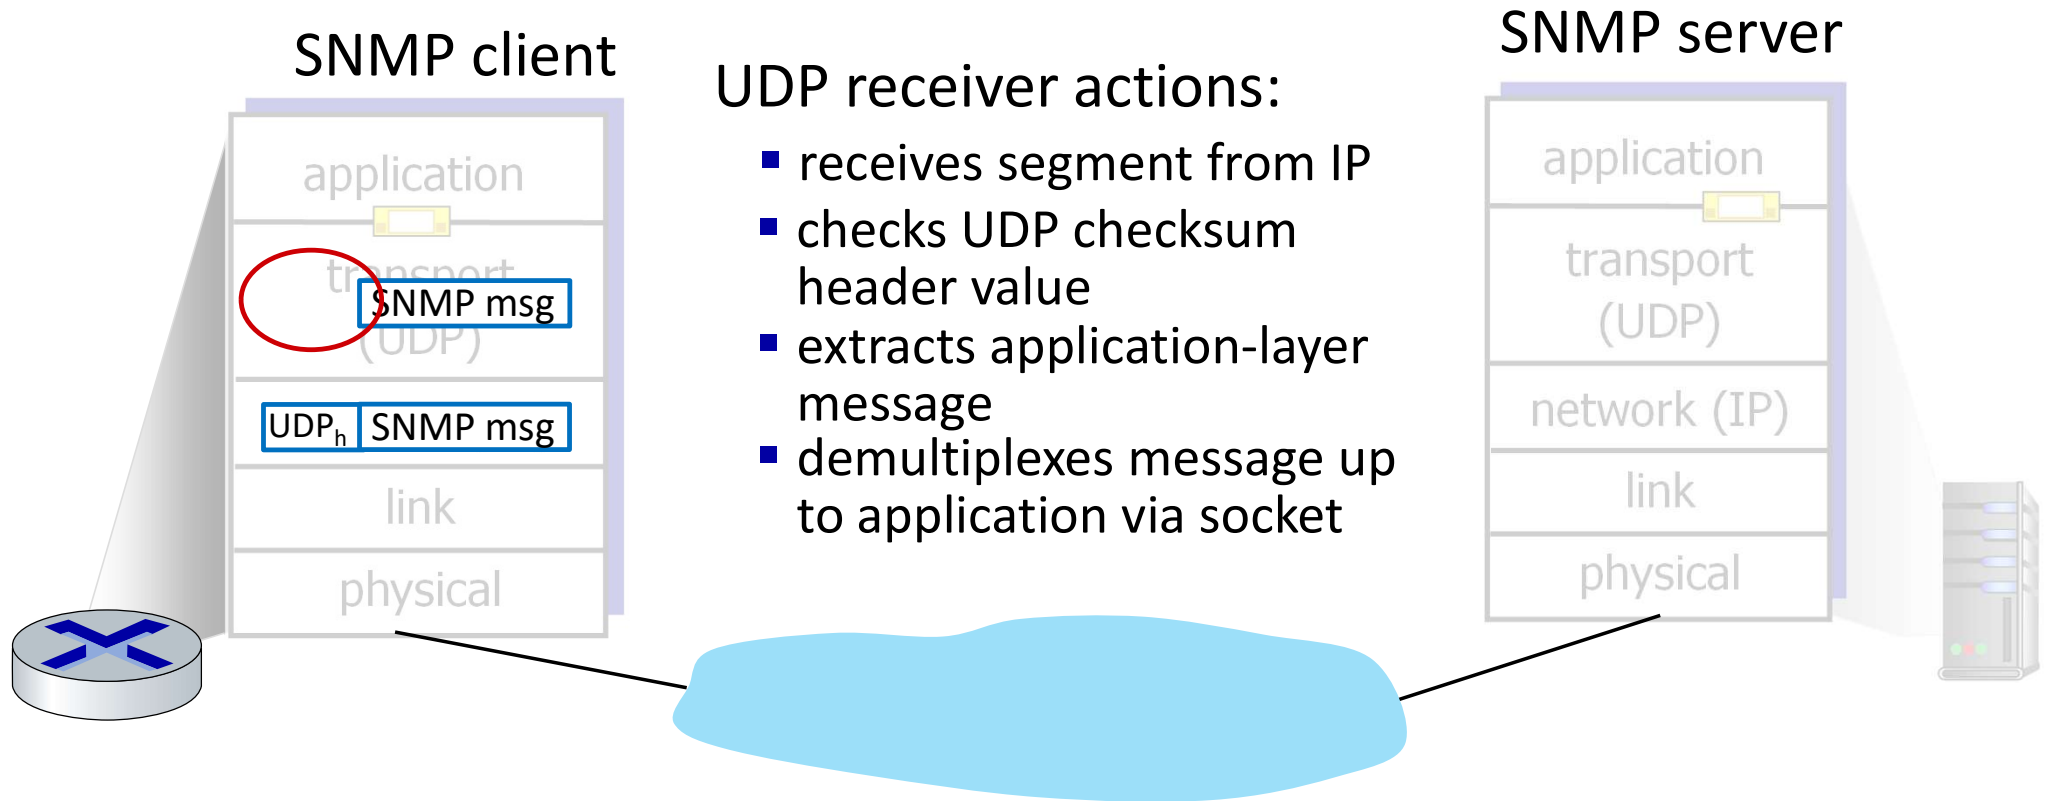 SNMP client
application
transport
SNMP msg
(UDP)
UDPh SNMP msg
link
physical
UDP receiver actions:
▪ receives segment from IP
▪ checks UDP checksum
header value
▪ extracts application-layer
message
▪ demultiplexes message up
to application via socket
SNMP server
application
transport
(UDP)
network (IP)
link
physical